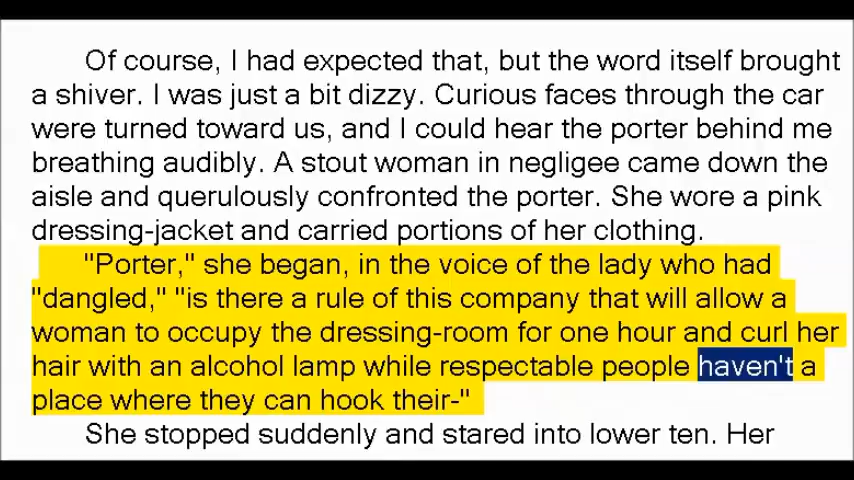 Of course, I had expected that, but the word itself brought
a shiver. I was just a bit dizzy. Curious faces through the car
were turned toward us, and I could hear the porter behind me
breathing audibly. A stout woman in negligee came down the
aisle and querulously confronted the porter. She wore a pink
dressing-jacket and carried portions of her clothing.
"Porter," she began, in the voice of the lady who had
"dangled," "is there a rule of this company that will allow a
woman to occupy the dressing-room for one hour and curl her
hair with an alcohol lamp while respectable people haven't a
place where they can hook their-"
She stopped suddenly and stared into lower ten. Her